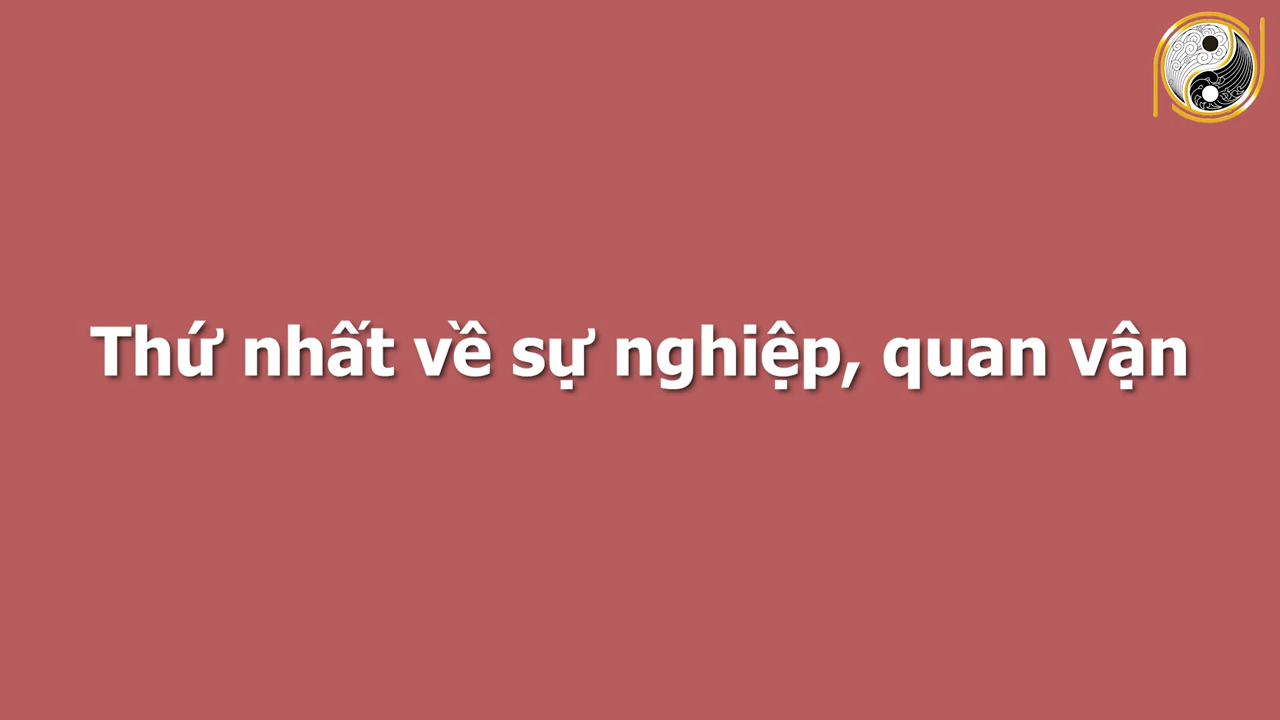 Thứ nhất về sự nghiệp, quan vận